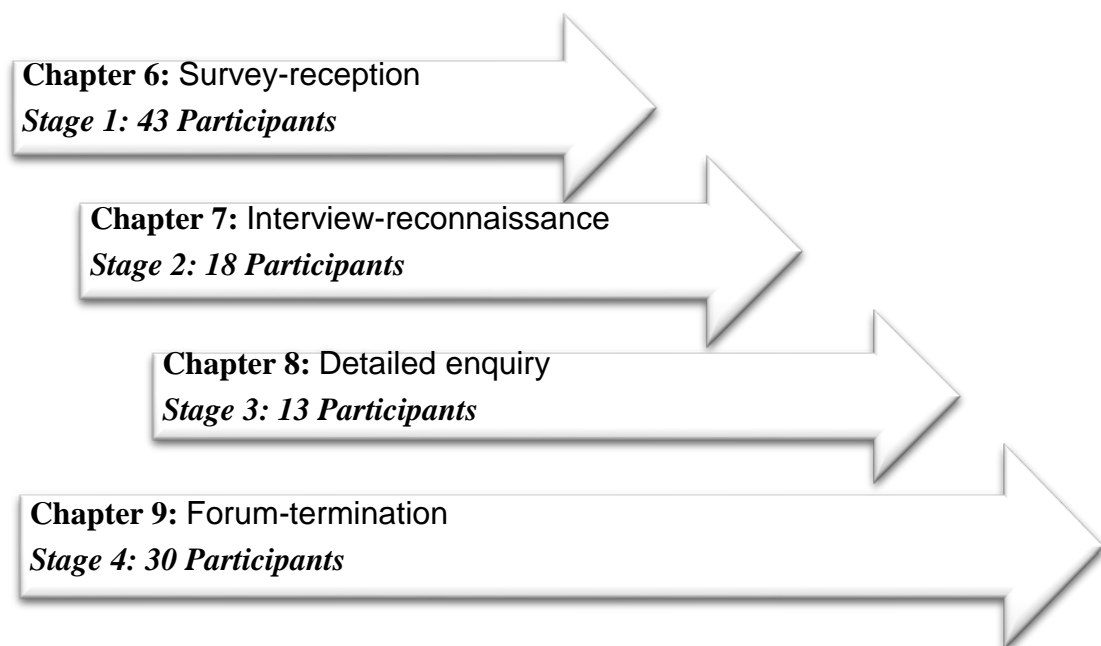 Chapter 6: Survey-reception
Stage 1: 43 Participants
Chapter 7: Interview-reconnaissance
Stage 2: 18 Participants
Chapter 8: Detailed enquiry
Stage 3: 13 Participants
Chapter 9: Forum-termination
Stage 4: 30 Participants